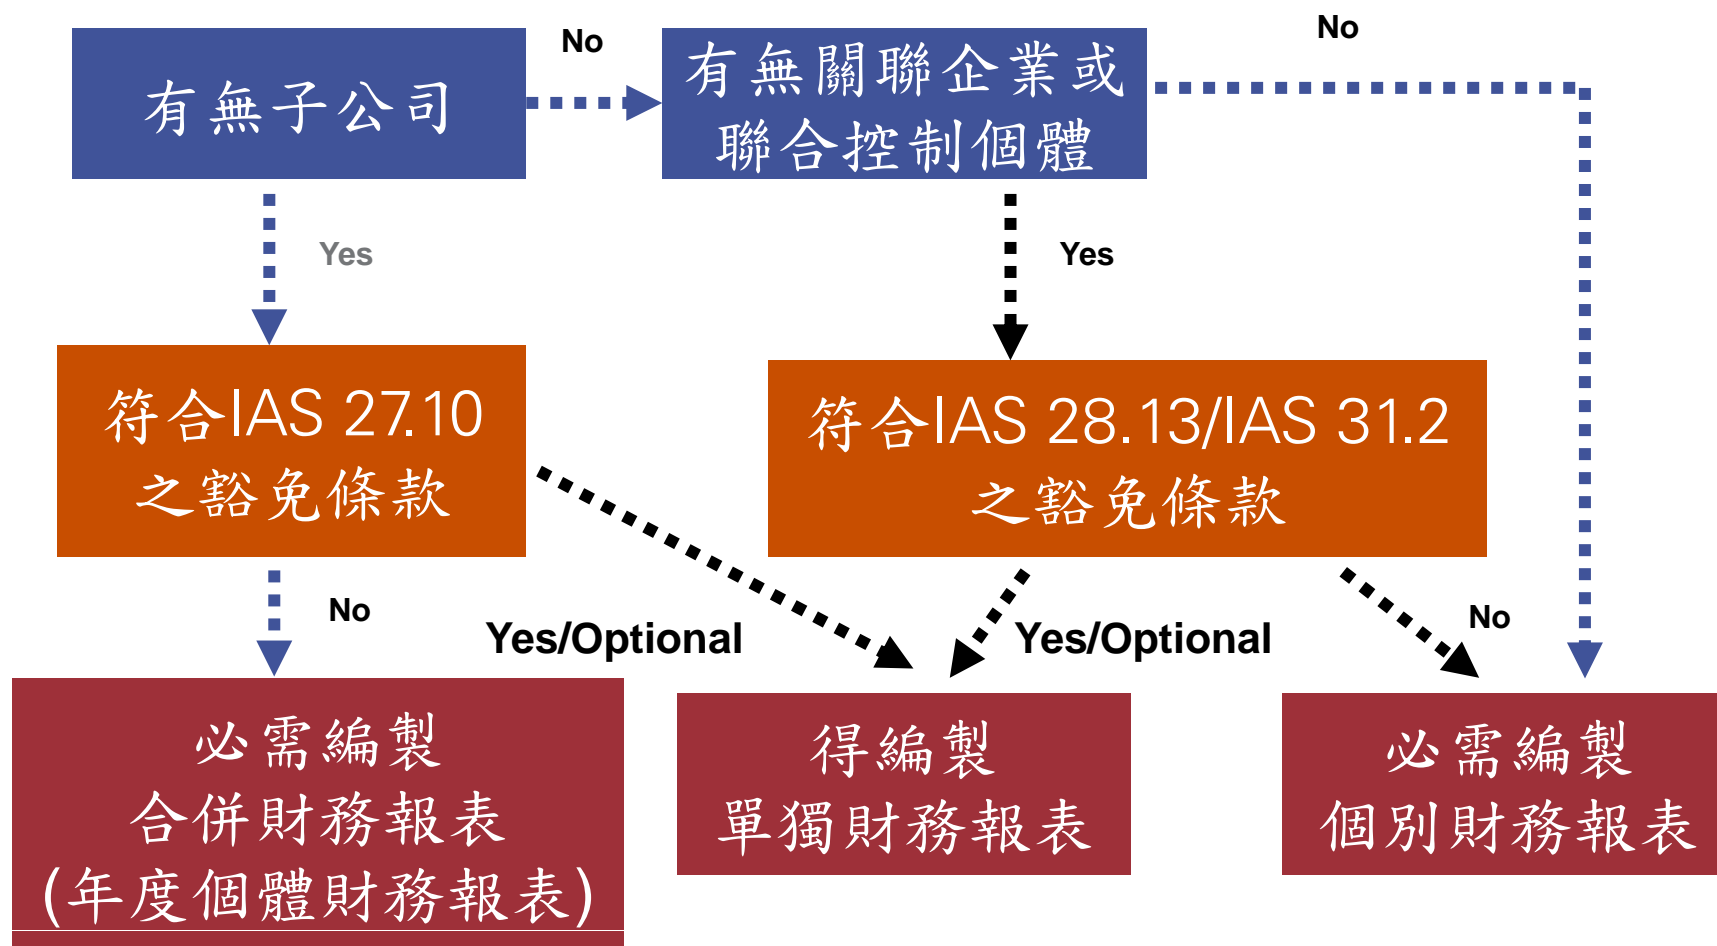 有無子公司
No
有無關聯企業或
聯合控制個體
No
Yes
Yes
符合IAS 27.10
之豁免條款
符合IAS 28.13/IAS 31.2
之豁免條款
No
Yes/Optional
Yes/Optional
No
必需編製
合併財務報表
(年度個體財務報表)
得編製
單獨財務報表
必需編製
個別財務報表